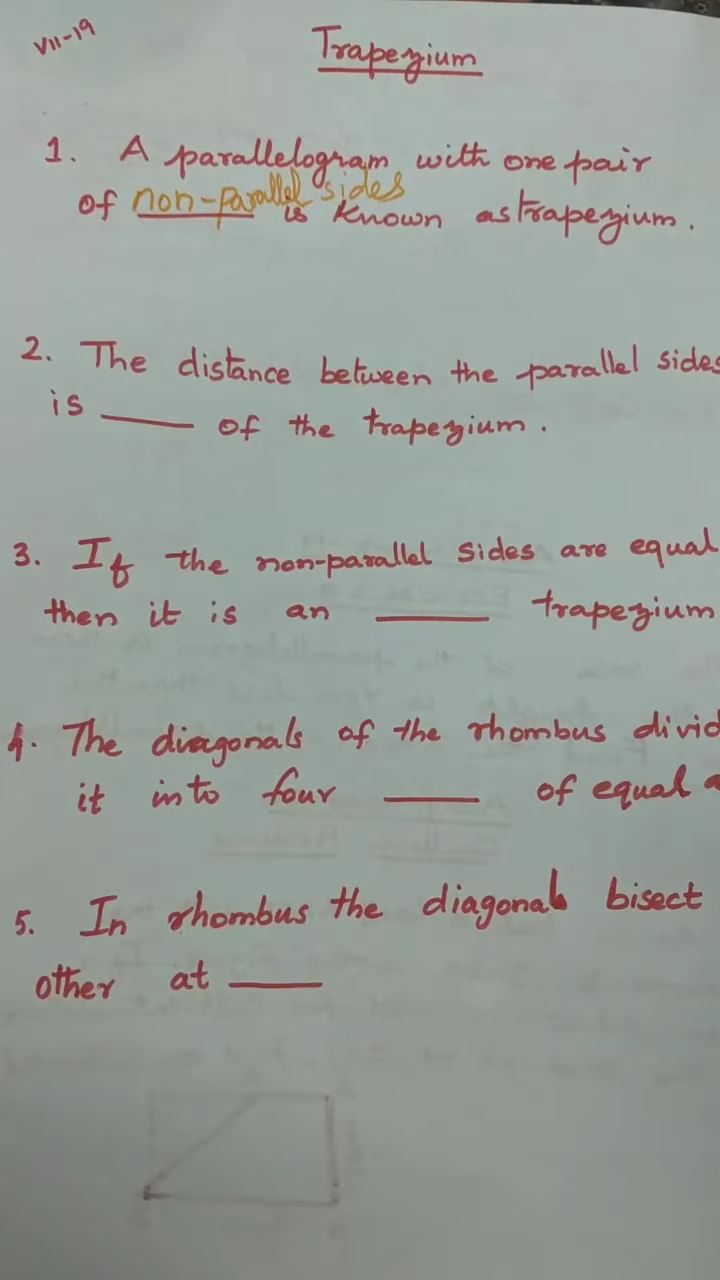 VII-19
Trapezium
1. A parallelogram with one pair
of non-parallel sides is known as trapezium.
2. The distance between the parallel sides
is ____ of the trapezium.
3. If the non-parallel sides are equal
then it is an ____ trapezium
4. The diagonals of the rhombus divid
it into four ____ of equal a
5. In rhombus the diagonals bisect
other at ____